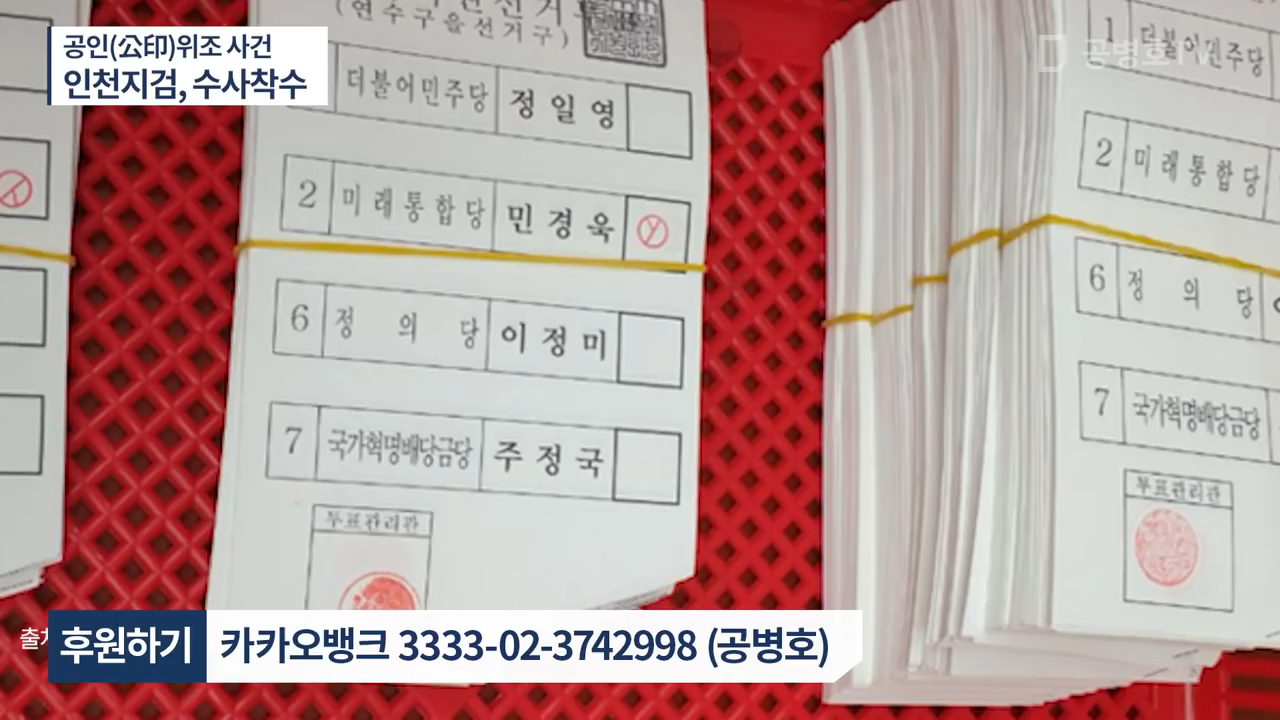 공인(公印)위조 사건
인천지검, 수사착수
공병호TV
(연수구을선거구)
더불어민주당 정일영
2 미래통합당 민경욱
6 정의당 이정미
7 국가혁명배당금당 주정국
투표관리관
1 더불어민주당
2 미래통합당
6 정의당
7 국가혁명배당금당
투표관리관
후원하기 카카오뱅크 3333-02-3742998 (공병호)